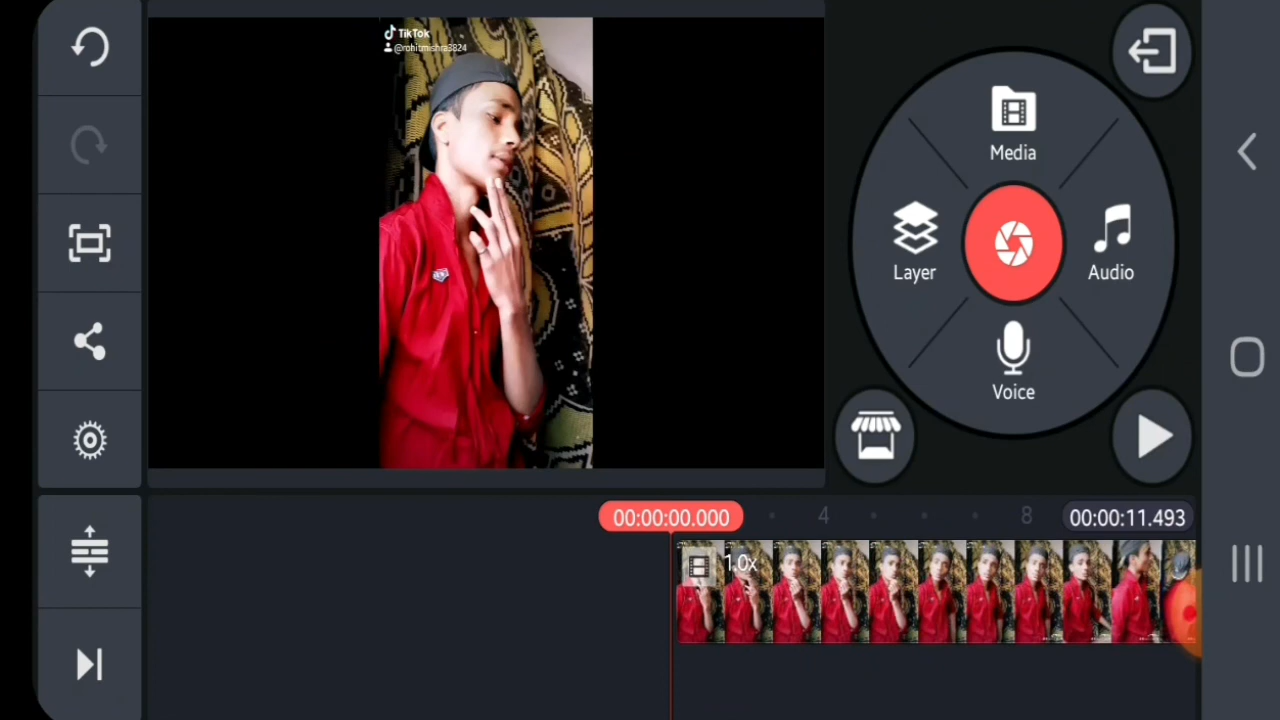 TikTok
@rohitmishra3824
Media
Layer
Audio
Voice
00:00:00.000
4
8
00:00:11.493
1.0x